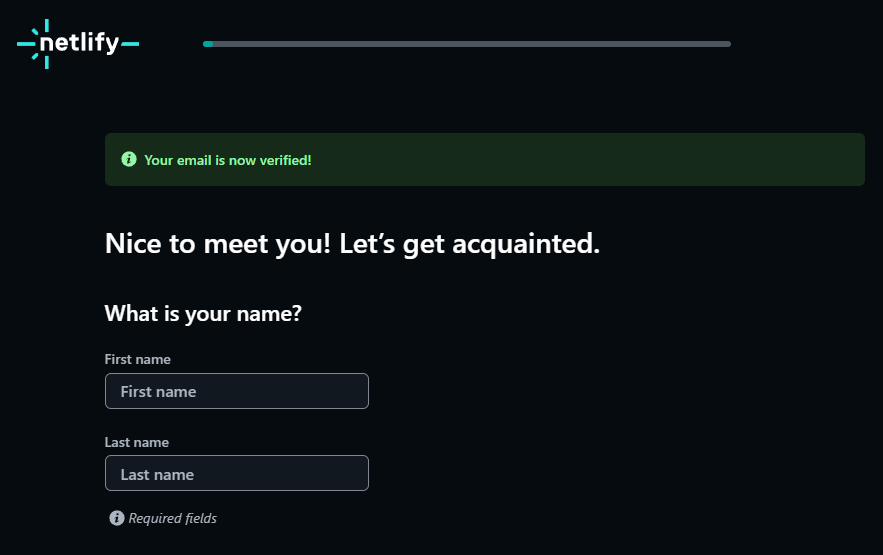 netlify
Your email is now verified!
Nice to meet you! Let’s get acquainted.
What is your name?
First name
First name
Last name
Last name
Required fields